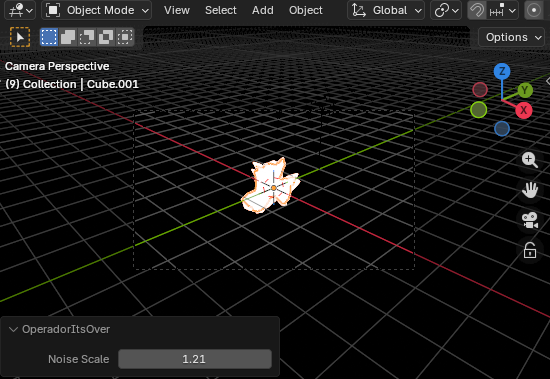 Object Mode View Select Add Object Global
Options
Camera Perspective
(9) Collection | Cube.001
Z
Y
X
OperadorItsOver
Noise Scale 1.21